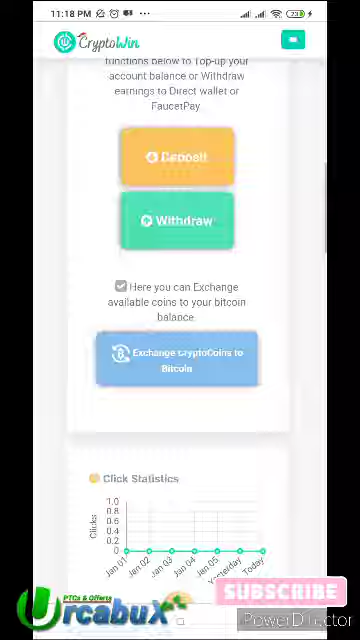 11:18 PM
23
CryptoWin
functions below to Top-up your
account balance or Withdraw
earnings to Direct wallet or
FaucetPay.
Deposit
Withdraw
Here you can Exchange
available coins to your bitcoin
balance.
Exchange CryptoCoins to
Bitcoin
Click Statistics
Clicks
1.0
0.8
0.6
0.4
0.2
0
Jan 01
Jan 02
Jan 03
Jan 04
Jan 05
Yesterday
Today
PTCs & Offerts
Urcabux
SUBSCRIBE
PowerDirector